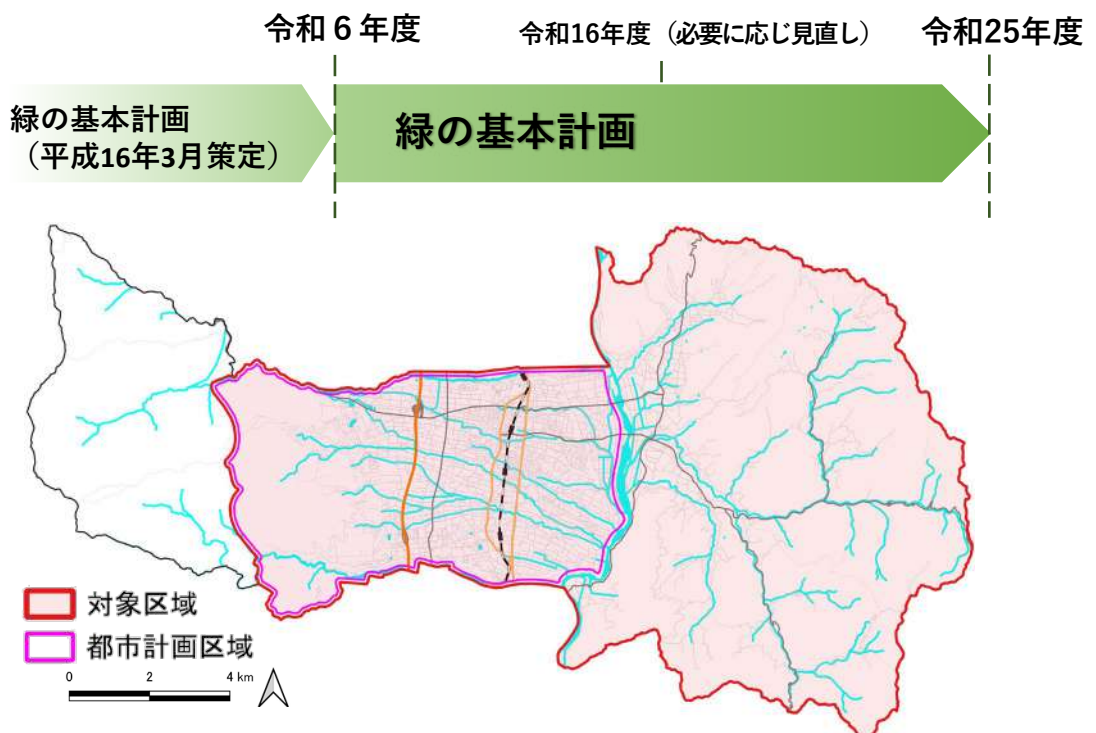 令和６年度
令和16年度（必要に応じ見直し）
令和25年度
緑の基本計画
（平成16年3月策定）
緑の基本計画
対象区域
都市計画区域
0 2 4 km